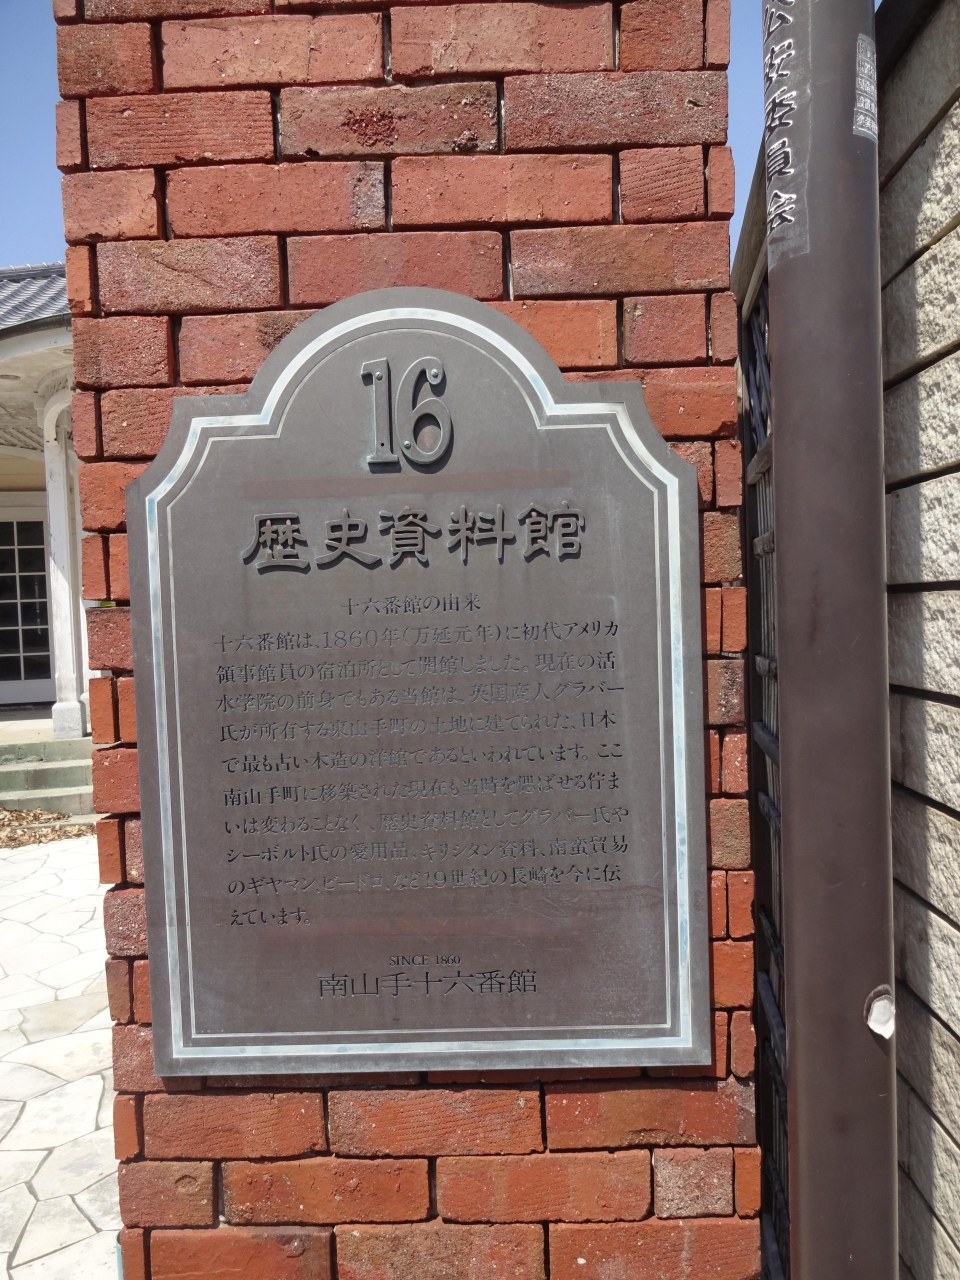 公安委員会
16
歴史資料館
十六番館の由来
十六番館は、1860年(万延元年)に初代アメリカ
領事館員の宿泊所として開館しました。現在の活
水学院の前身でもある当館は、英国商人グラバー
氏が所有する東山手町の土地に建てられた、日本
で最も古い木造の洋館であるといわれています。ここ
南山手町に移築された現在も当時を偲ばせる佇ま
いは変わることなく、歴史資料館としてグラバー氏や
シーボルト氏の愛用品、キリシタン資料、南蛮貿易
のギヤマン、ビードロ、など19世紀の長崎を今に伝
えています。
SINCE 1860
南山手十六番館